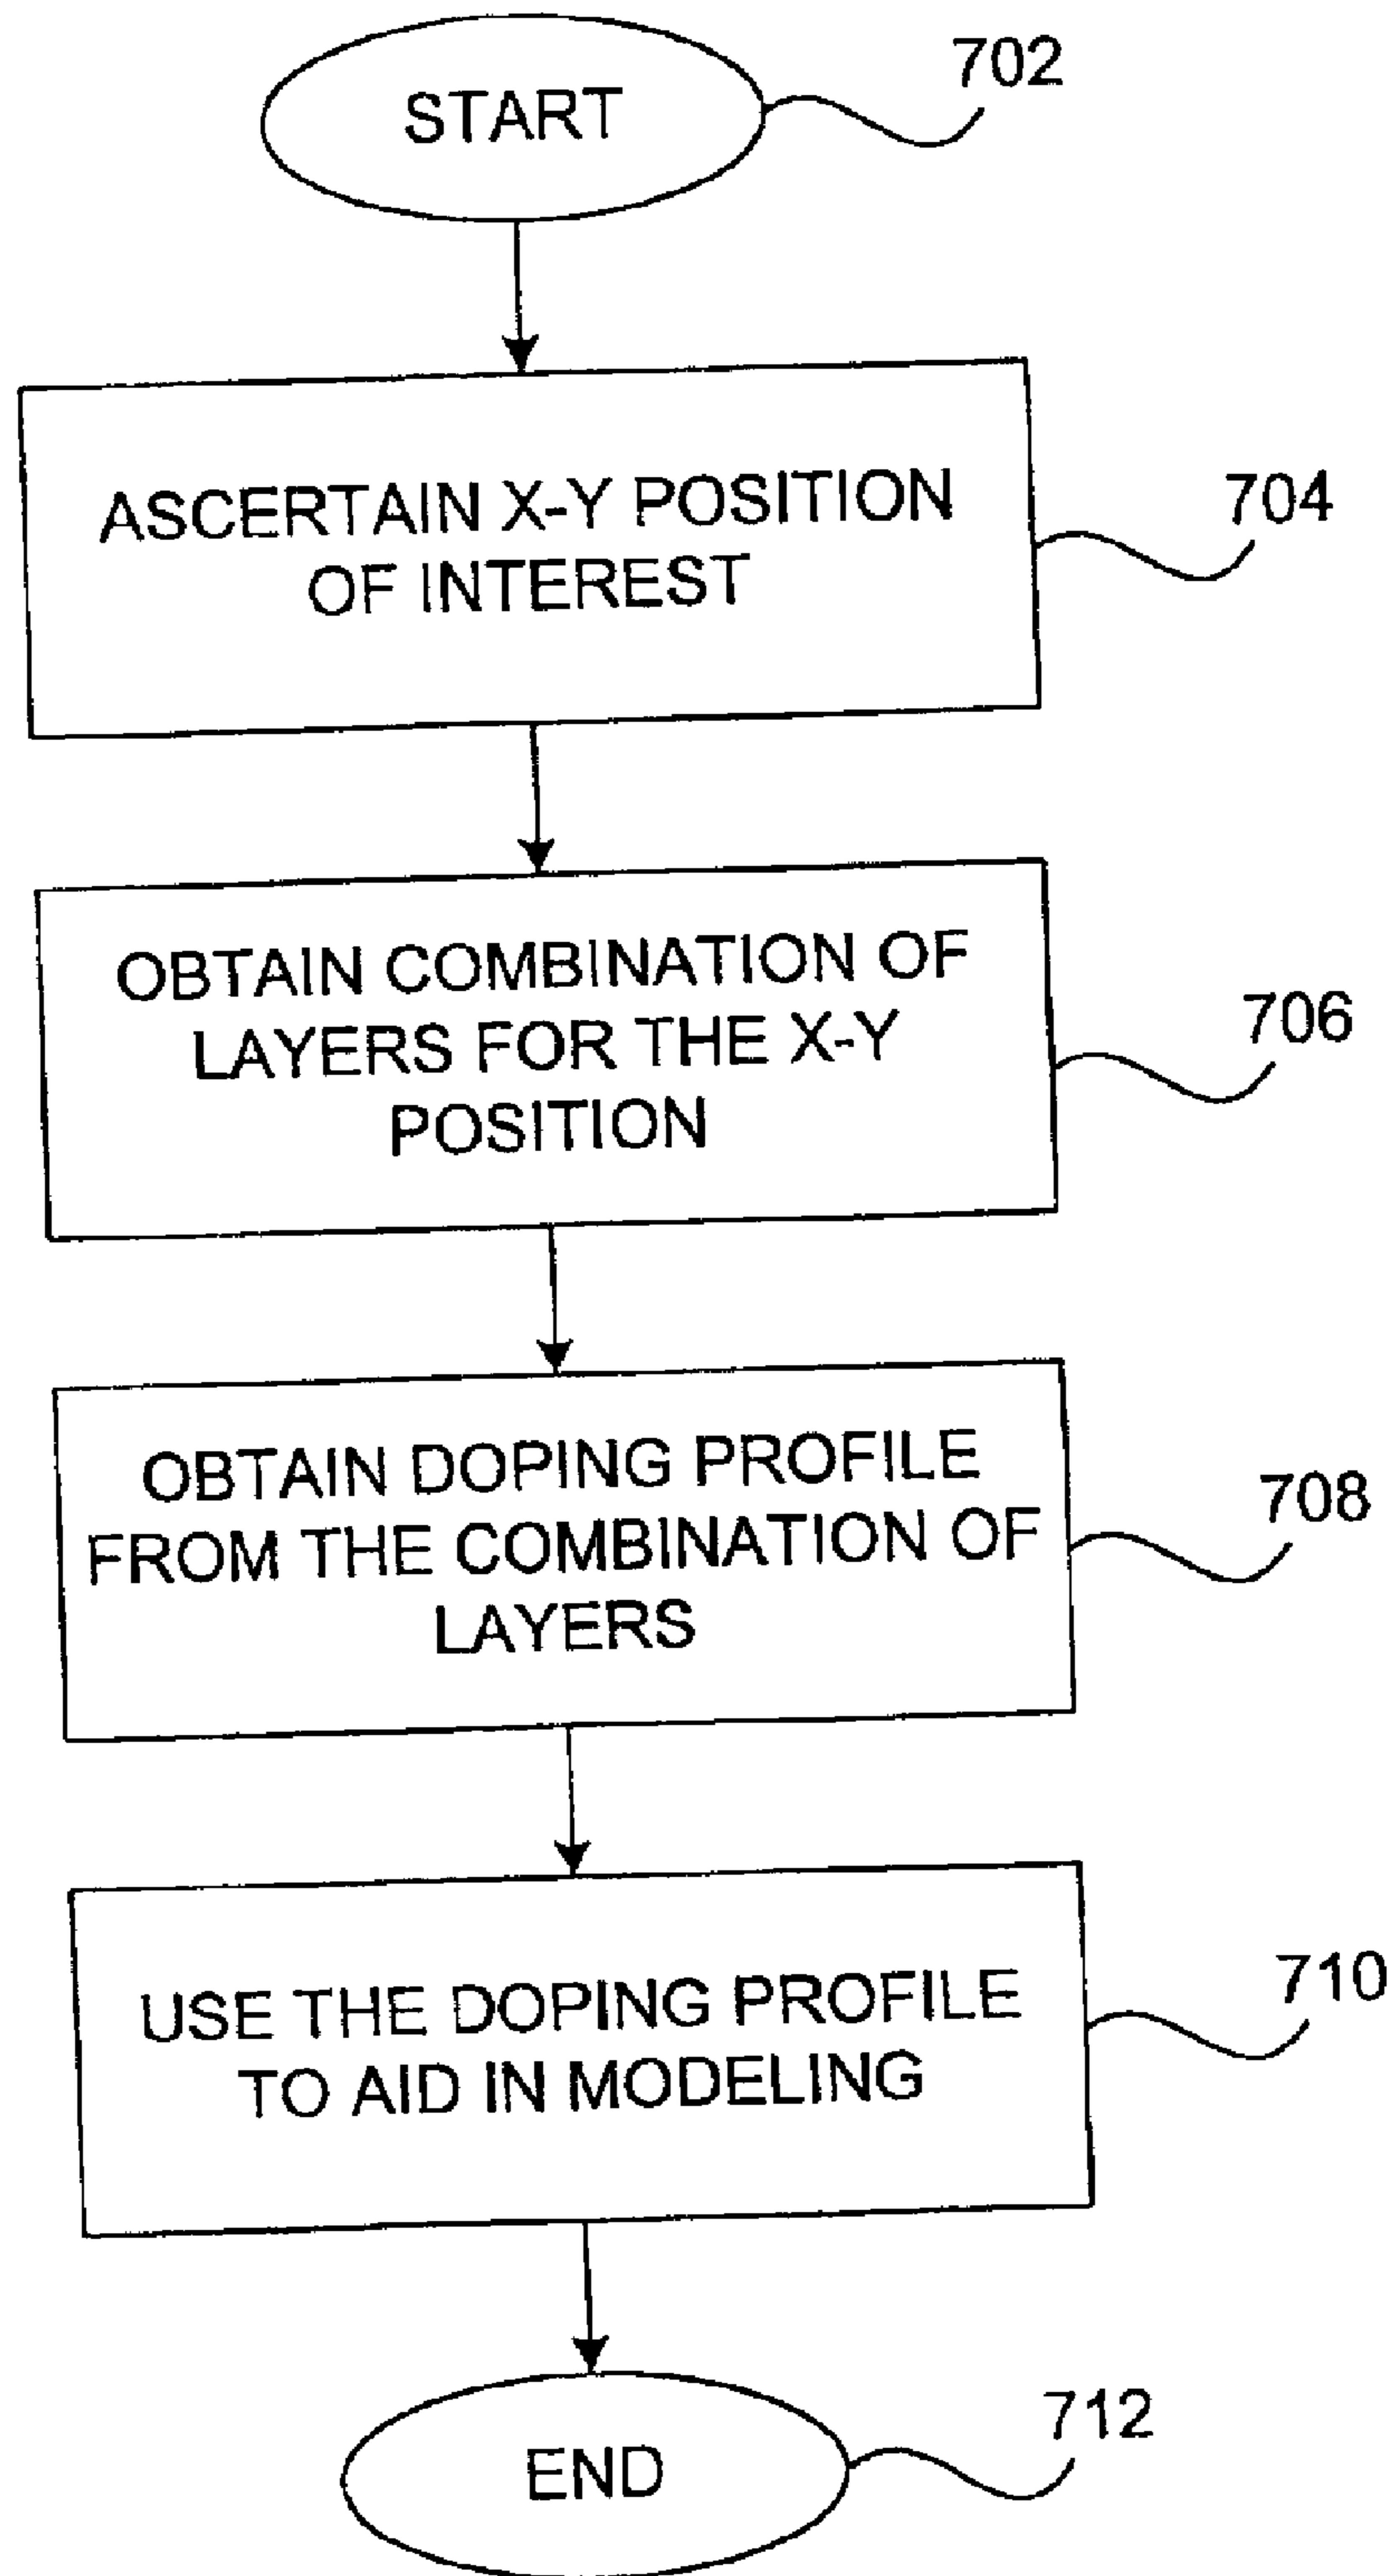 START
702
ASCERTAIN X-Y POSITION
OF INTEREST
704
OBTAIN COMBINATION OF
LAYERS FOR THE X-Y
POSITION
706
OBTAIN DOPING PROFILE
FROM THE COMBINATION OF
LAYERS
708
USE THE DOPING PROFILE
TO AID IN MODELING
710
END
712